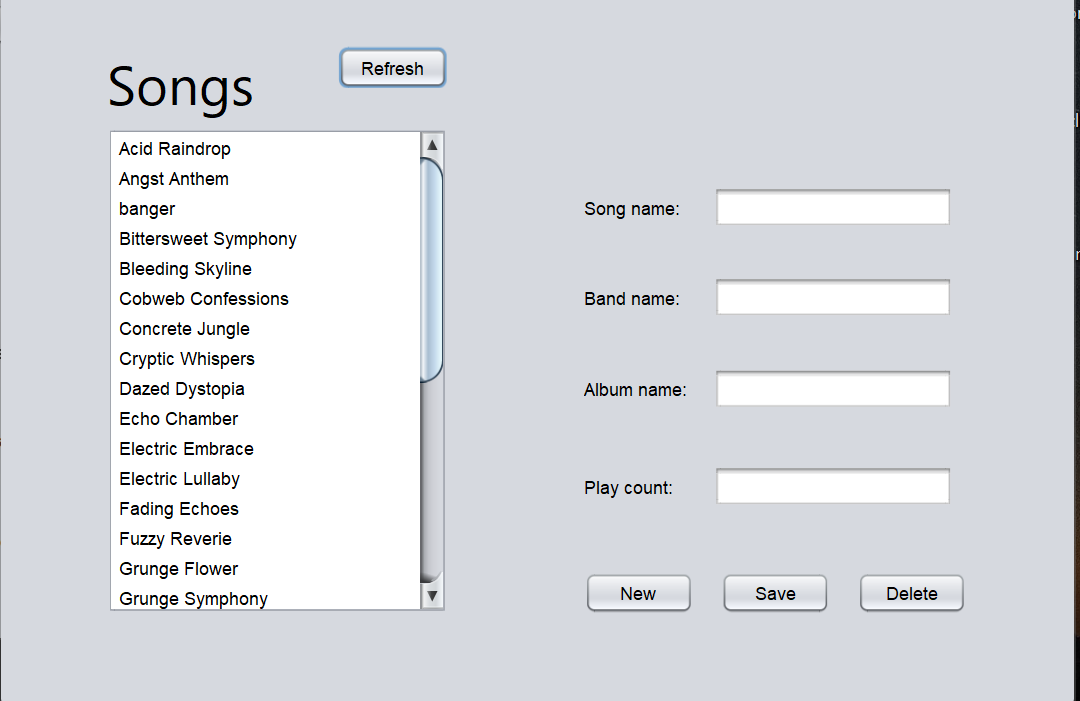 Songs
Refresh
Acid Raindrop
Angst Anthem
banger
Bittersweet Symphony
Bleeding Skyline
Cobweb Confessions
Concrete Jungle
Cryptic Whispers
Dazed Dystopia
Echo Chamber
Electric Embrace
Electric Lullaby
Fading Echoes
Fuzzy Reverie
Grunge Flower
Grunge Symphony
Song name:
Band name:
Album name:
Play count:
New
Save
Delete